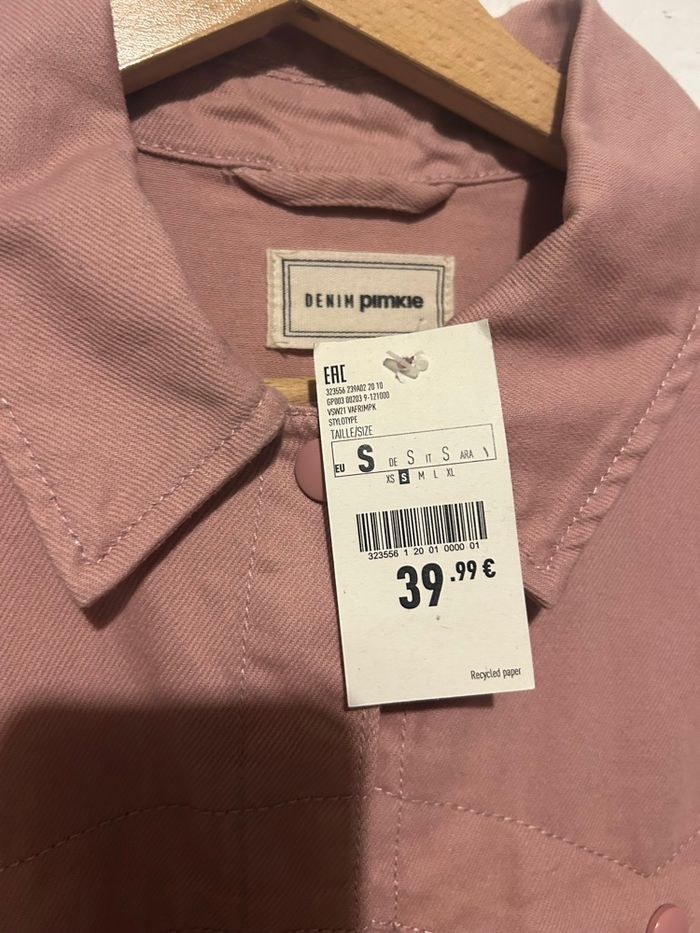 DENIM pimkie
EAC
323556 239A02 20 10
GP003 00203 9-121000
VSW21 VAFRIMPK
STYLOTYPE
TAILLE/SIZE
EU S DE S IT S ARA
XS S M L XL
323556 1 20 01 0000 01
39.99 €
Recycled paper